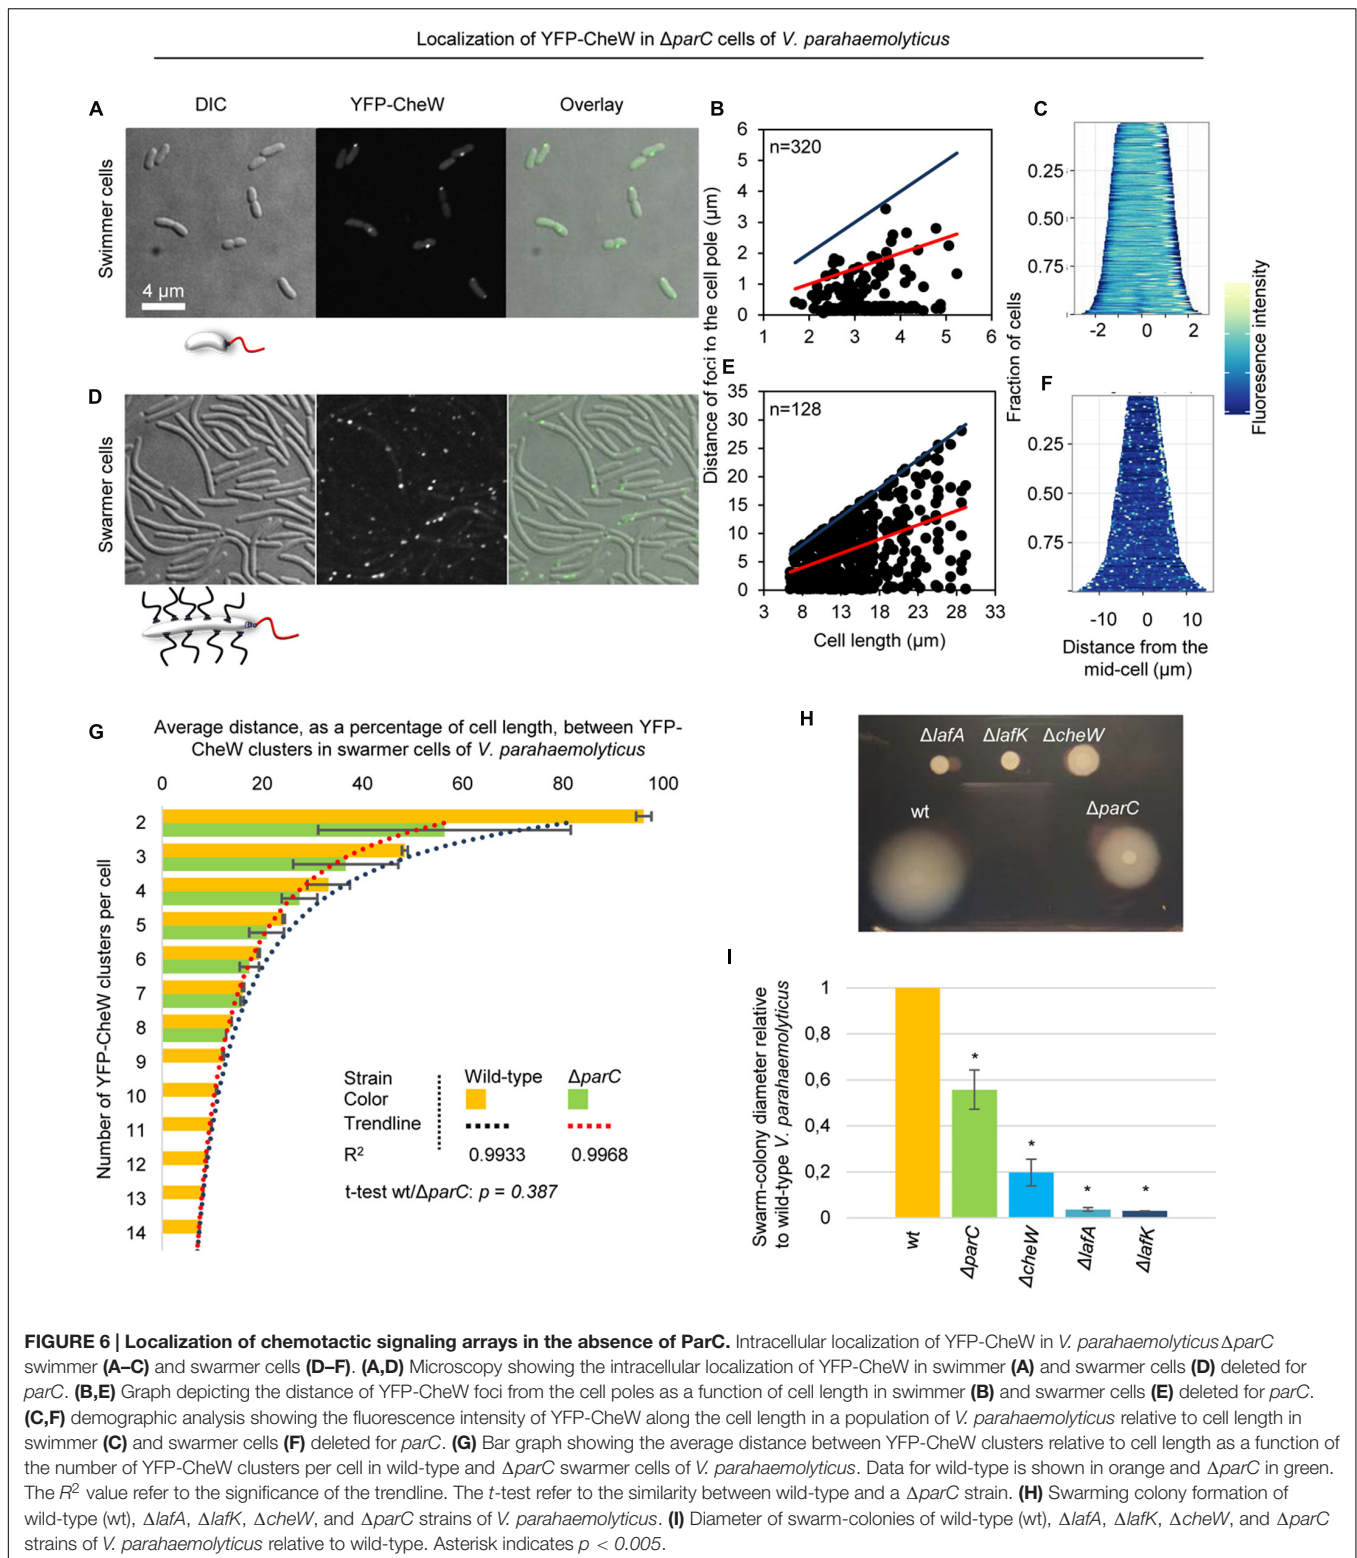 Localization of YFP-CheW in ΔparC cells of V. parahaemolyticus
A
DIC
YFP-CheW
Overlay
Swimmer cells
4 µm
B
Distance of foci to the cell pole (µm)
n=320
6
5
4
3
2
1
0
1 2 3 4 5 6
C
Fraction of cells
0.25
0.50
0.75
-2 0 2
Fluoresence intensity
D
Swarmer cells
E
n=128
35
30
25
20
15
10
5
0
3 8 13 18 23 28 33
Cell length (µm)
F
0.25
0.50
0.75
-10 0 10
Distance from the
mid-cell (µm)
G
Average distance, as a percentage of cell length, between YFP-
CheW clusters in swarmer cells of V. parahaemolyticus
0 20 40 60 80 100
Number of YFP-CheW clusters per cell
2
3
4
5
6
7
8
9
10
11
12
13
14
Strain Wild-type ΔparC
Color
Trendline
R² 0.9933 0.9968
t-test wt/ΔparC: p = 0.387
H
ΔlafA ΔlafK ΔcheW
wt ΔparC
I
Swarm-colony diameter relative
to wild-type V. parahaemolyticus
1
0,8
0,6
0,4
0,2
0
* * * *
wt ΔparC ΔcheW ΔlafA ΔlafK
FIGURE 6 | Localization of chemotactic signaling arrays in the absence of ParC. Intracellular localization of YFP-CheW in V. parahaemolyticusΔparC
swimmer (A–C) and swarmer cells (D–F). (A,D) Microscopy showing the intracellular localization of YFP-CheW in swimmer (A) and swarmer cells (D) deleted for
parC. (B,E) Graph depicting the distance of YFP-CheW foci from the cell poles as a function of cell length in swimmer (B) and swarmer cells (E) deleted for parC.
(C,F) demographic analysis showing the fluorescence intensity of YFP-CheW along the cell length in a population of V. parahaemolyticus relative to cell length in
swimmer (C) and swarmer cells (F) deleted for parC. (G) Bar graph showing the average distance between YFP-CheW clusters relative to cell length as a function of
the number of YFP-CheW clusters per cell in wild-type and ΔparC swarmer cells of V. parahaemolyticus. Data for wild-type is shown in orange and ΔparC in green.
The R² value refer to the significance of the trendline. The t-test refer to the similarity between wild-type and a ΔparC strain. (H) Swarming colony formation of
wild-type (wt), ΔlafA, ΔlafK, ΔcheW, and ΔparC strains of V. parahaemolyticus. (I) Diameter of swarm-colonies of wild-type (wt), ΔlafA, ΔlafK, ΔcheW, and ΔparC
strains of V. parahaemolyticus relative to wild-type. Asterisk indicates p < 0.005.